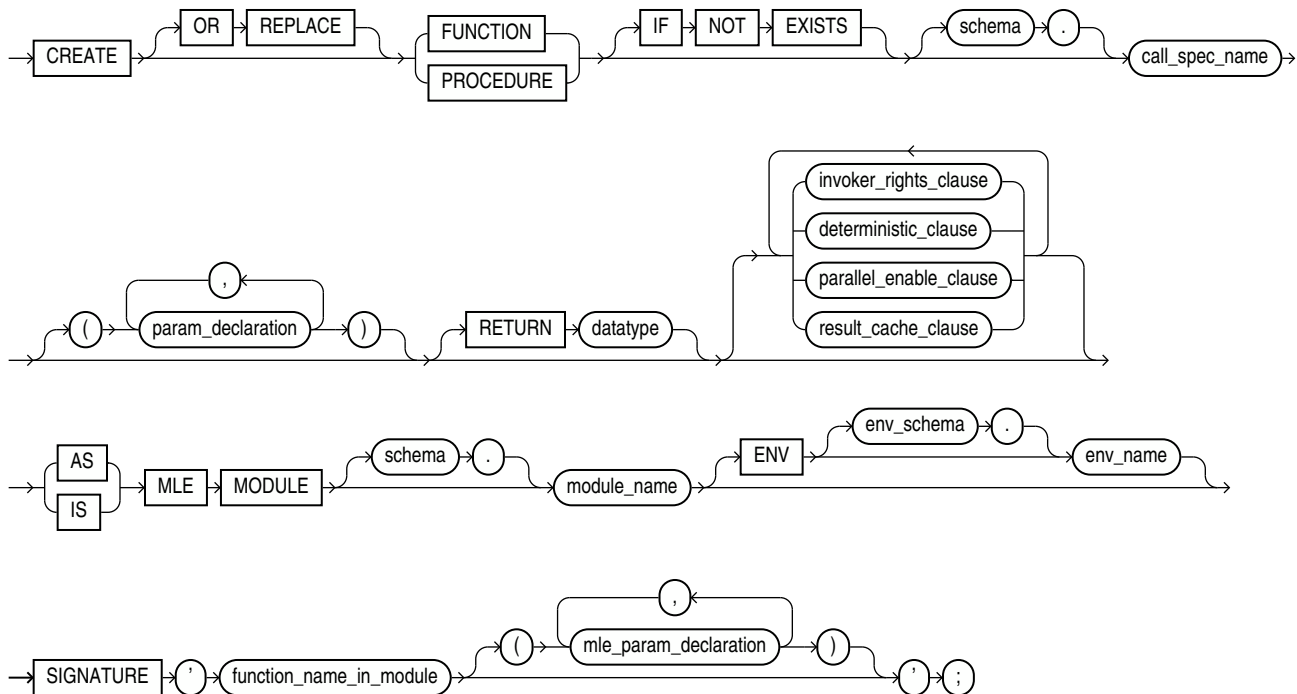 OR REPLACE FUNCTION IF NOT EXISTS schema .
CREATE PROCEDURE call_spec_name
invoker_rights_clause
deterministic_clause
, parallel_enable_clause
( param_declaration ) RETURN datatype result_cache_clause
env_schema .
AS schema . ENV env_name
MLE MODULE module_name
IS
,
( mle_param_declaration )
SIGNATURE ' function_name_in_module ' ;